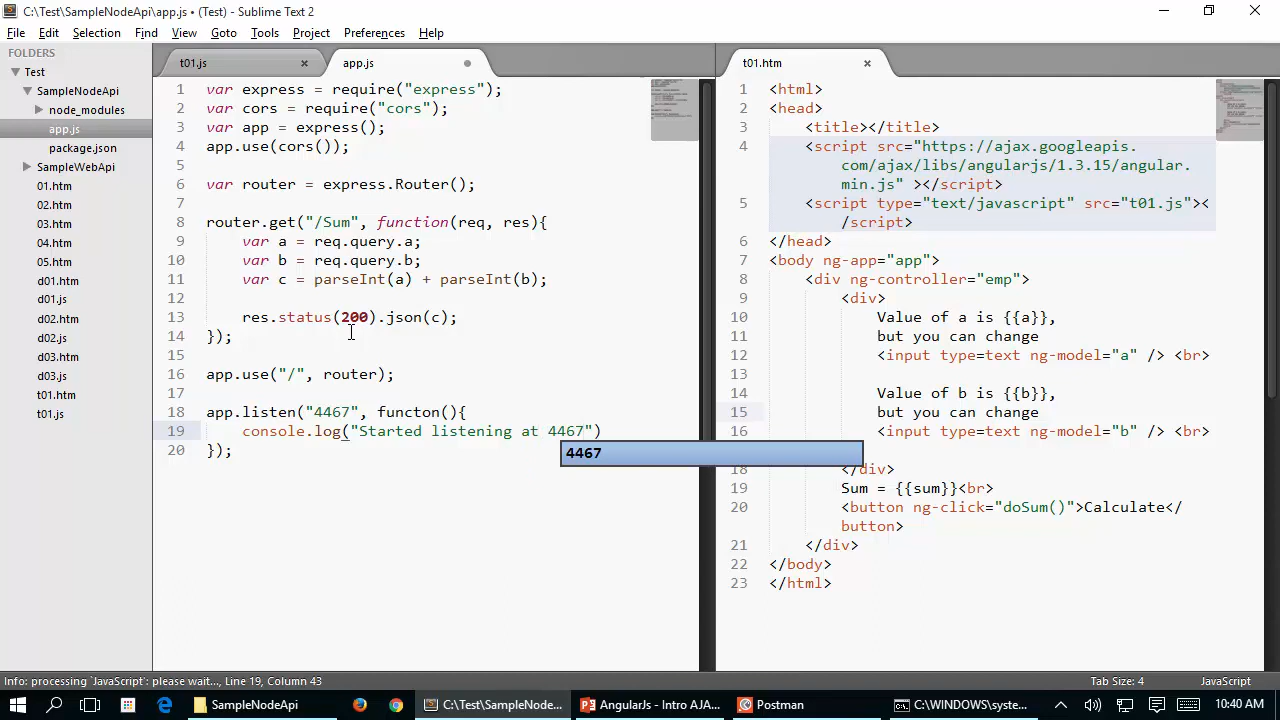 C:\Test\SampleNodeApi\app.js • (Test) - Sublime Text 2
File Edit Selection Find View Goto Tools Project Preferences Help
FOLDERS
Test
SampleNodeApi
node_modules
app.js
package.json
SampleWebApi
01.htm
02.htm
03.htm
04.htm
05.htm
d01.htm
d01.js
d02.htm
d02.js
d03.htm
d03.js
t01.htm
t01.js
t01.js app.js
1 var express = require("express");
2 var cors = require("cors");
3 var app = express();
4 app.use(cors());
5
6 var router = express.Router();
7
8 router.get("/Sum", function(req, res){
9 var a = req.query.a;
10 var b = req.query.b;
11 var c = parseInt(a) + parseInt(b);
12
13 res.status(200).json(c);
14 });
15
16 app.use("/", router);
17
18 app.listen("4467", functon(){
19 console.log("Started listening at 4467")
20 });
4467
t01.htm
1 <html>
2 <head>
3 <title></title>
4 <script src="https://ajax.googleapis.
com/ajax/libs/angularjs/1.3.15/angular.
min.js" ></script>
5 <script type="text/javascript" src="t01.js"><
/script>
6 </head>
7 <body ng-app="app">
8 <div ng-controller="emp">
9 <div>
10 Value of a is {{a}},
11 but you can change
12 <input type=text ng-model="a" /> <br>
13
14 Value of b is {{b}},
15 but you can change
16 <input type=text ng-model="b" /> <br>
18 </div>
19 Sum = {{sum}}<br>
20 <button ng-click="doSum()">Calculate</
button>
21 </div>
22 </body>
23 </html>
Info: processing `JavaScript`: please wait..., Line 19, Column 43 Tab Size: 4 JavaScript
SampleNodeApi C:\Test\SampleNode... AngularJs - Intro AJA... Postman C:\WINDOWS\syste... 10:40 AM